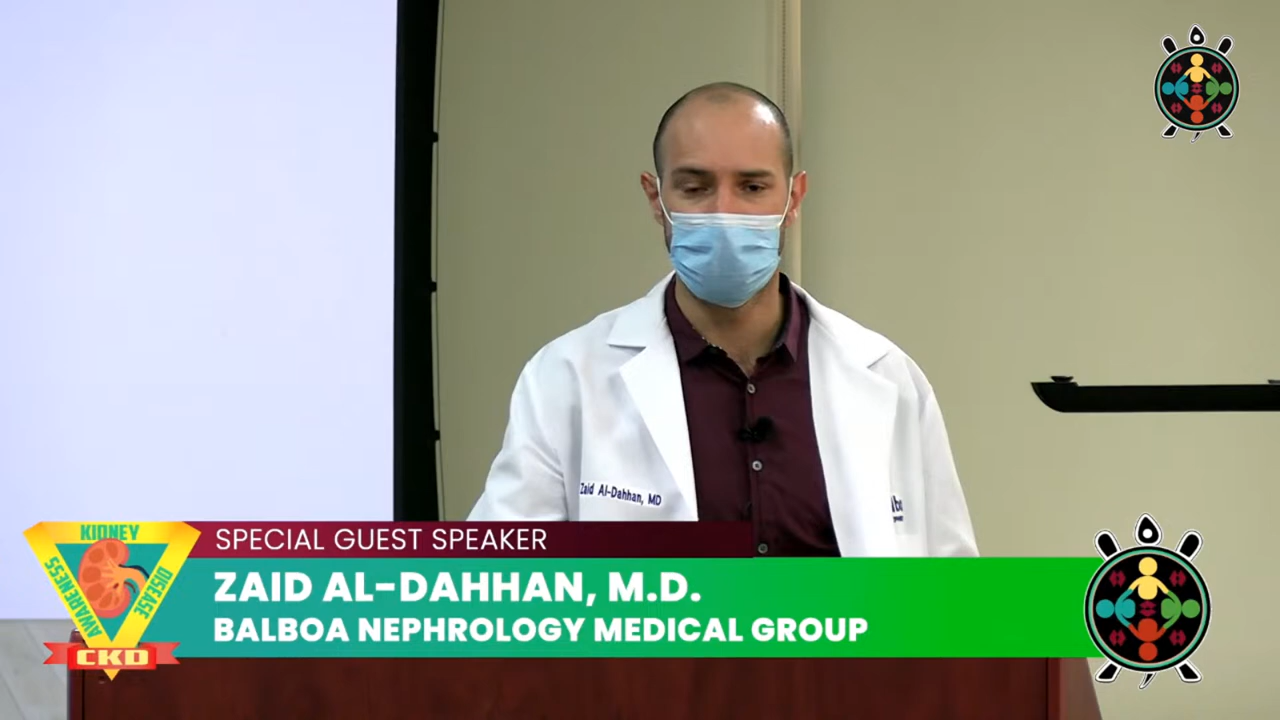 Zaid Al-Dahhan, MD
SPECIAL GUEST SPEAKER
ZAID AL-DAHHAN, M.D.
BALBOA NEPHROLOGY MEDICAL GROUP
KIDNEY
DISEASE
AWARENESS
CKD